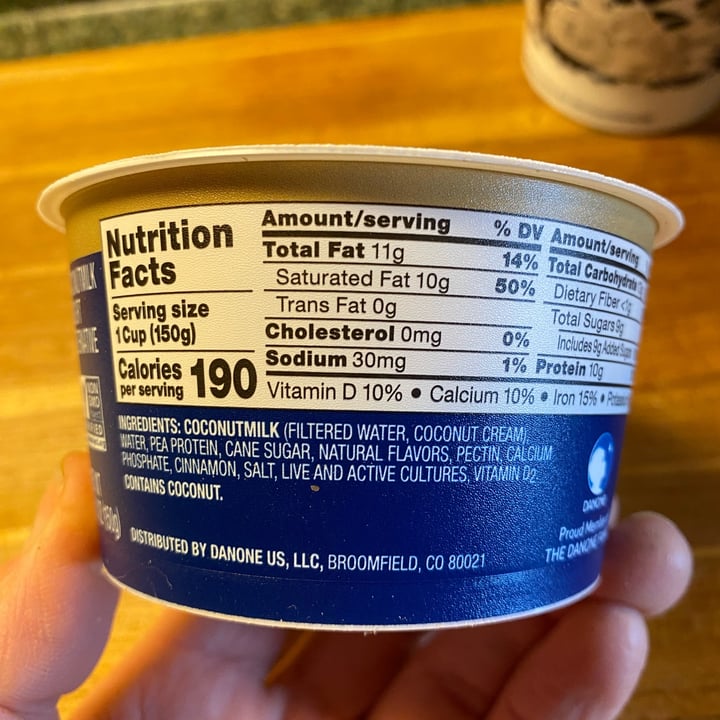 Nutrition
Facts
Serving size
1 Cup (150g)
Calories
per serving
190
Amount/serving % DV
Total Fat 11g 14%
Saturated Fat 10g 50%
Trans Fat 0g
Cholesterol 0mg 0%
Sodium 30mg 1%
Amount/serving
Total Carbohydrate
Dietary Fiber <1g
Total Sugars 9g
Includes 9g Added Sugars
Protein 10g
Vitamin D 10% • Calcium 10% • Iron 15% •
INGREDIENTS: COCONUTMILK (FILTERED WATER, COCONUT CREAM),
WATER, PEA PROTEIN, CANE SUGAR, NATURAL FLAVORS, PECTIN, CALCIUM
PHOSPHATE, CINNAMON, SALT, LIVE AND ACTIVE CULTURES, VITAMIN D2.
CONTAINS COCONUT.
DISTRIBUTED BY DANONE US, LLC, BROOMFIELD, CO 80021
DANONE
Proud
THE DANONE